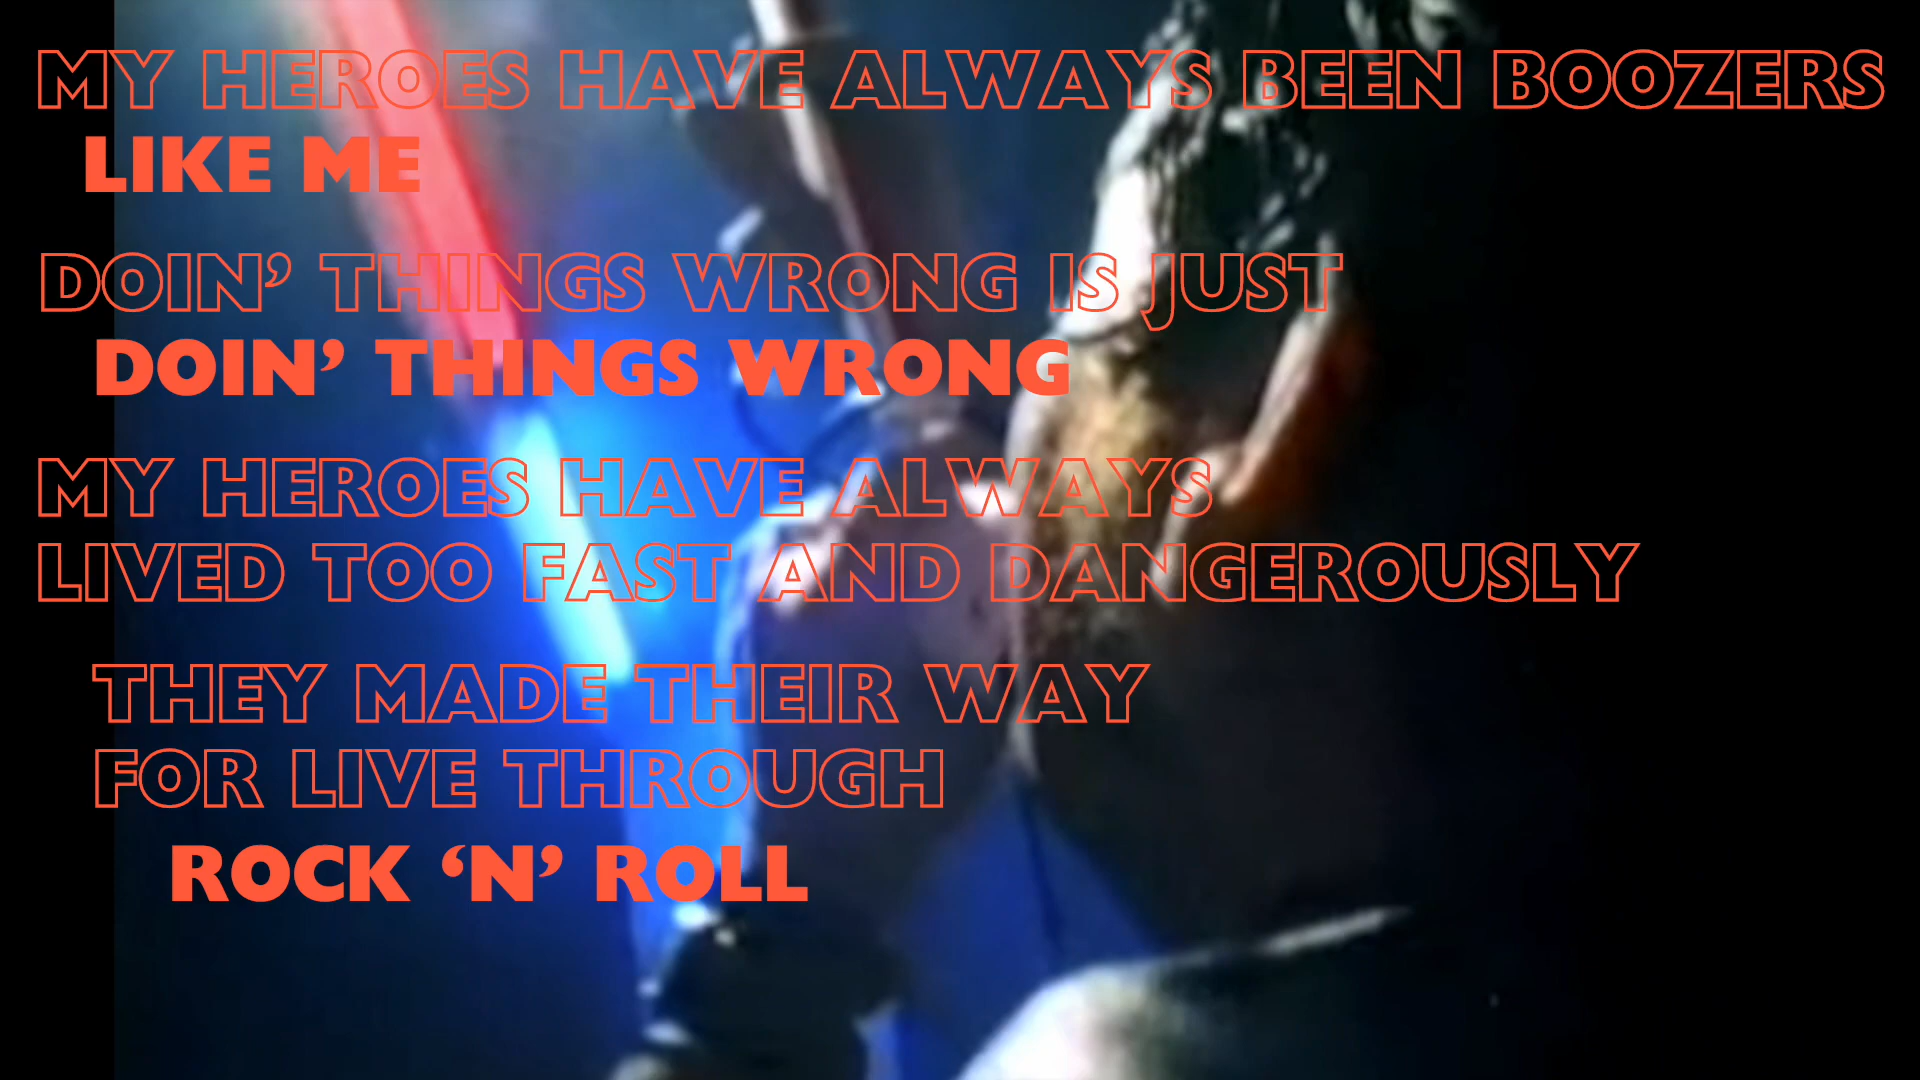 MY HEROES HAVE ALWAYS BEEN BOOZERS
LIKE ME
DOIN’ THINGS WRONG IS JUST
DOIN’ THINGS WRONG
MY HEROES HAVE ALWAYS
LIVED TOO FAST AND DANGEROUSLY
THEY MADE THEIR WAY
FOR LIVE THROUGH
ROCK ‘N’ ROLL